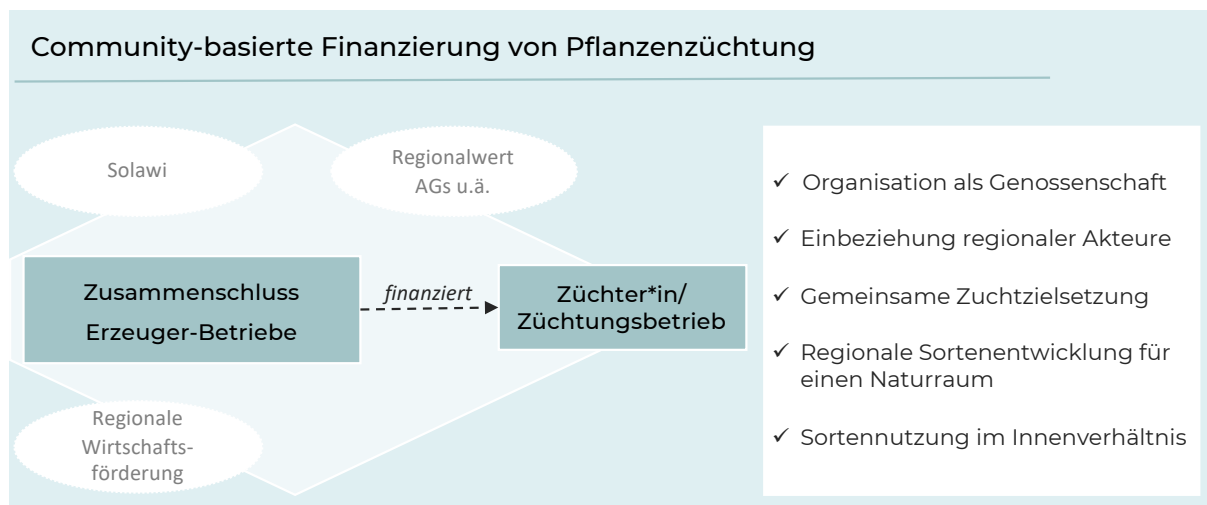 Community-basierte Finanzierung von Pflanzenzüchtung
Solawi
Regionalwert
AGs u.ä.
Zusammenschluss
Erzeuger-Betriebe
finanziert
Züchter*in/
Züchtungsbetrieb
Regionale
Wirtschafts-
förderung
✓ Organisation als Genossenschaft
✓ Einbeziehung regionaler Akteure
✓ Gemeinsame Zuchtzielsetzung
✓ Regionale Sortenentwicklung für
einen Naturraum
✓ Sortennutzung im Innenverhältnis